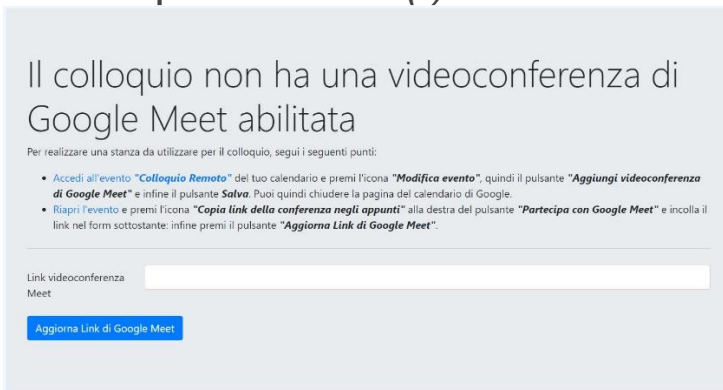 Il colloquio non ha una videoconferenza di
Google Meet abilitata
Per realizzare una stanza da utilizzare per il colloquio, segui i seguenti punti:
• Accedi all'evento "Colloquio Remoto" del tuo calendario e premi l'icona "Modifica evento", quindi il pulsante "Aggiungi videoconferenza
di Google Meet" e infine il pulsante Salva. Puoi quindi chiudere la pagina del calendario di Google.
• Riapri l'evento e premi l'icona "Copia link della conferenza negli appunti" alla destra del pulsante "Partecipa con Google Meet" e incolla il
link nel form sottostante: infine premi il pulsante "Aggiorna Link di Google Meet".
Link videoconferenza
Meet
Aggiorna Link di Google Meet